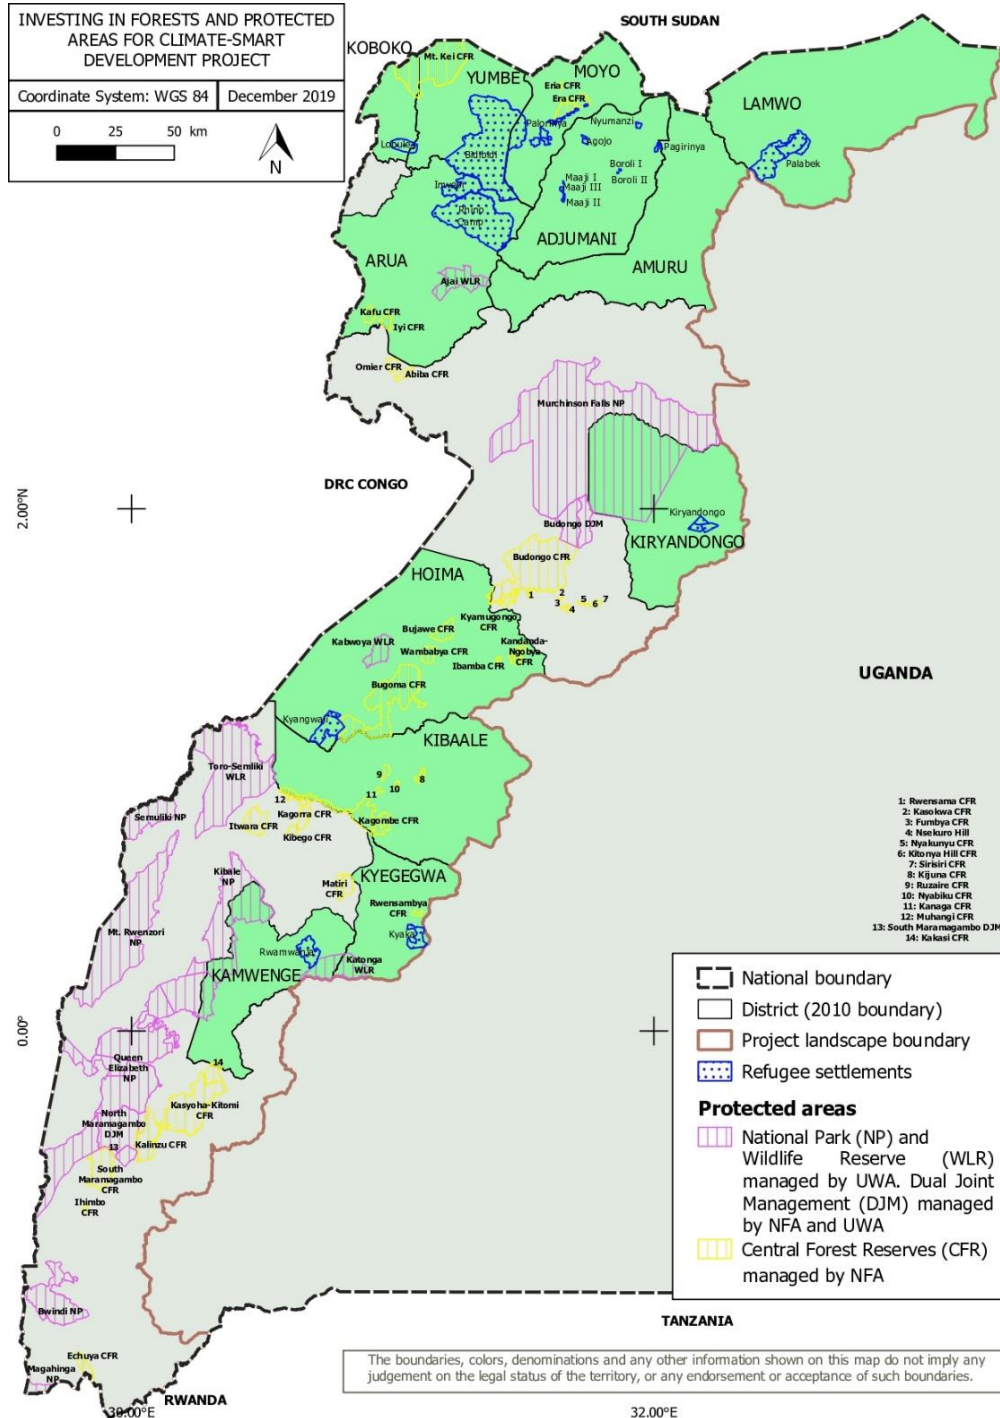 INVESTING IN FORESTS AND PROTECTED
AREAS FOR CLIMATE-SMART
DEVELOPMENT PROJECT
Coordinate System: WGS 84
December 2019
0 25 50 km
N
SOUTH SUDAN
KOBOKO
Mt. Kei CFR
YUMBE
MOYO
Eria CFR
Era CFR
LAMWO
Palorinya
Nyumanzi
Agojo
Pagirinya
Palabek
Lobule
Bidibidi
Boroli I
Boroli II
Imvepi
Maaji I
Maaji III
Maaji II
Rhino
Camp
ADJUMANI
ARUA
AMURU
Ajai WLR
Kafu CFR
Iyi CFR
Omier CFR
Abiba CFR
Murchinson Falls NP
DRC CONGO
2.00°N
Kiryandongo
Budongo DJM
KIRYANDONGO
Budongo CFR
HOIMA
1
2
3
4
5
6
7
Kyamugongo
CFR
Bujawe CFR
Kabwoya WLR
Wambabya CFR
Kandanda-
Ngobya
CFR
Ibamba CFR
UGANDA
Bugoma CFR
Kyangwali
KIBAALE
Toro-Semliki
WLR
9
8
10
11
12
Semuliki NP
Kagorra CFR
Itwara CFR
Kagombe CFR
Kibego CFR
Kibale
NP
KYEGEGWA
Matiri
CFR
Rwensambya
CFR
Mt. Rwenzori
NP
Kyaka
Rwamwanja
Katonga
WLR
KAMWENGE
0.00°
Queen
Elizabeth
NP
14
Kasyoha-Kitomi
CFR
North
Maramagambo
DJM
13
Kalinzu CFR
South
Maramagambo
CFR
Ihimbo
CFR
Bwindi NP
Echuya CFR
Magahinga
NP
RWANDA
TANZANIA
30.00°E
32.00°E
1: Rwensama CFR
2: Kasokwa CFR
3: Fumbya CFR
4: Nsekuro Hill
5: Nyakunyu CFR
6: Kitonya Hill CFR
7: Sirisiri CFR
8: Kijuna CFR
9: Ruzaire CFR
10: Nyabiku CFR
11: Kanaga CFR
12: Muhangi CFR
13: South Maramagambo DJM
14: Kakasi CFR
National boundary
District (2010 boundary)
Project landscape boundary
Refugee settlements
Protected areas
National Park (NP) and
Wildlife Reserve (WLR)
managed by UWA. Dual Joint
Management (DJM) managed
by NFA and UWA
Central Forest Reserves (CFR)
managed by NFA
The boundaries, colors, denominations and any other information shown on this map do not imply any
judgement on the legal status of the territory, or any endorsement or acceptance of such boundaries.